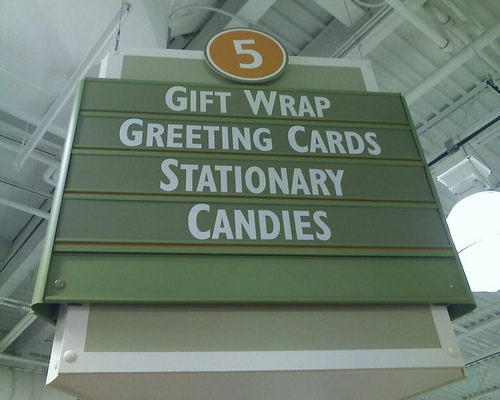 5
GIFT WRAP
GREETING CARDS
STATIONARY
CANDIES